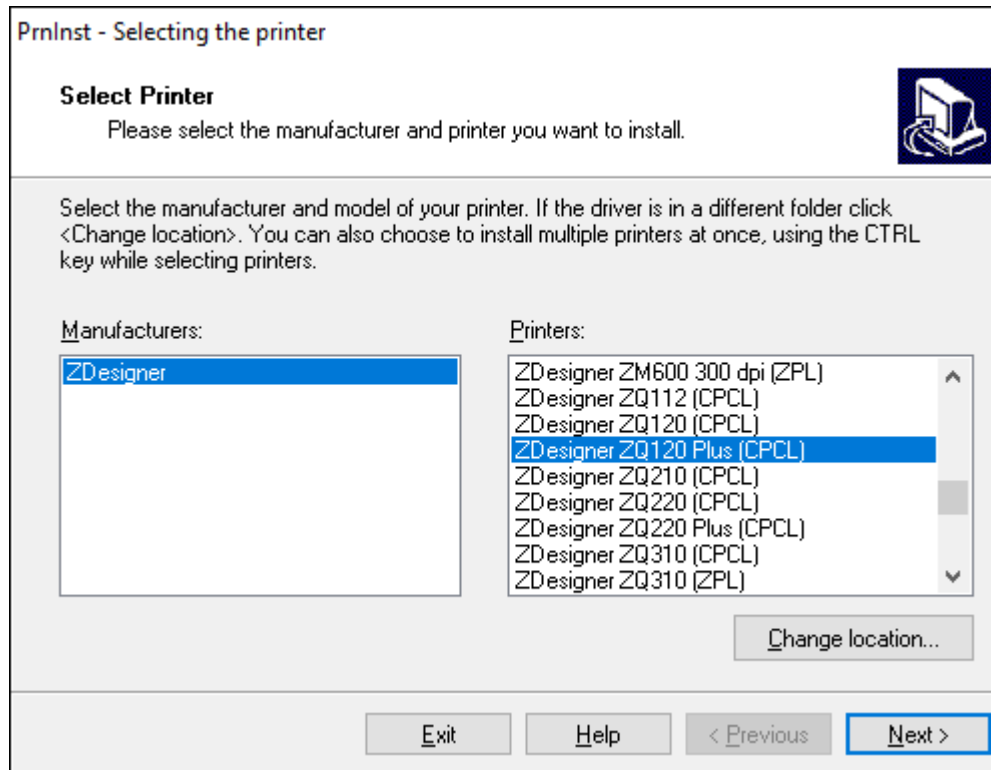 PrnInst - Selecting the printer
Select Printer
Please select the manufacturer and printer you want to install.
Select the manufacturer and model of your printer. If the driver is in a different folder click
<Change location>. You can also choose to install multiple printers at once, using the CTRL
key while selecting printers.
Manufacturers:
ZDesigner
Printers:
ZDesigner ZM600 300 dpi (ZPL)
ZDesigner ZQ112 (CPCL)
ZDesigner ZQ120 (CPCL)
ZDesigner ZQ120 Plus (CPCL)
ZDesigner ZQ210 (CPCL)
ZDesigner ZQ220 (CPCL)
ZDesigner ZQ220 Plus (CPCL)
ZDesigner ZQ310 (CPCL)
ZDesigner ZQ310 (ZPL)
Change location...
Exit
Help
< Previous
Next >